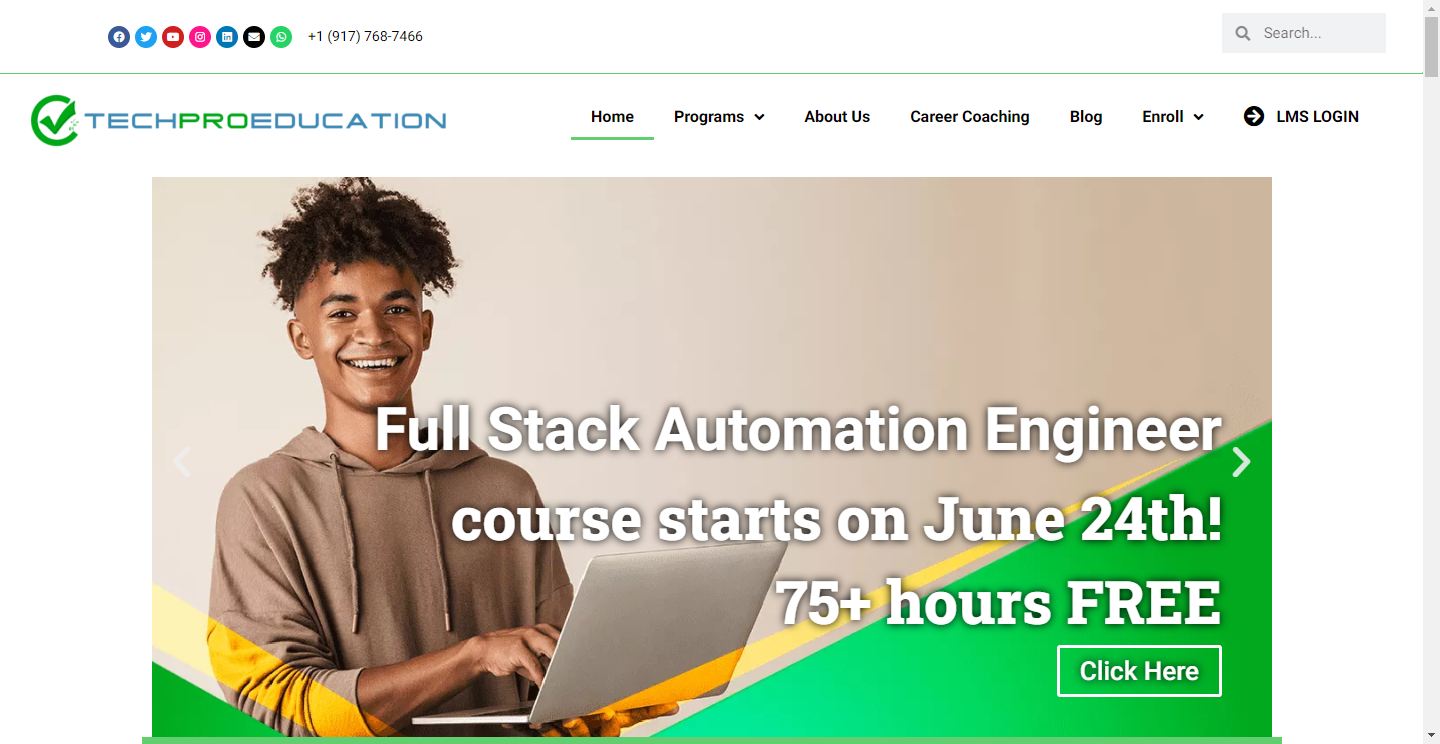 +1 (917) 768-7466
Search...
TECHPROEDUCATION
Home
Programs
About Us
Career Coaching
Blog
Enroll
LMS LOGIN
Full Stack Automation Engineer
course starts on June 24th!
75+ hours FREE
Click Here